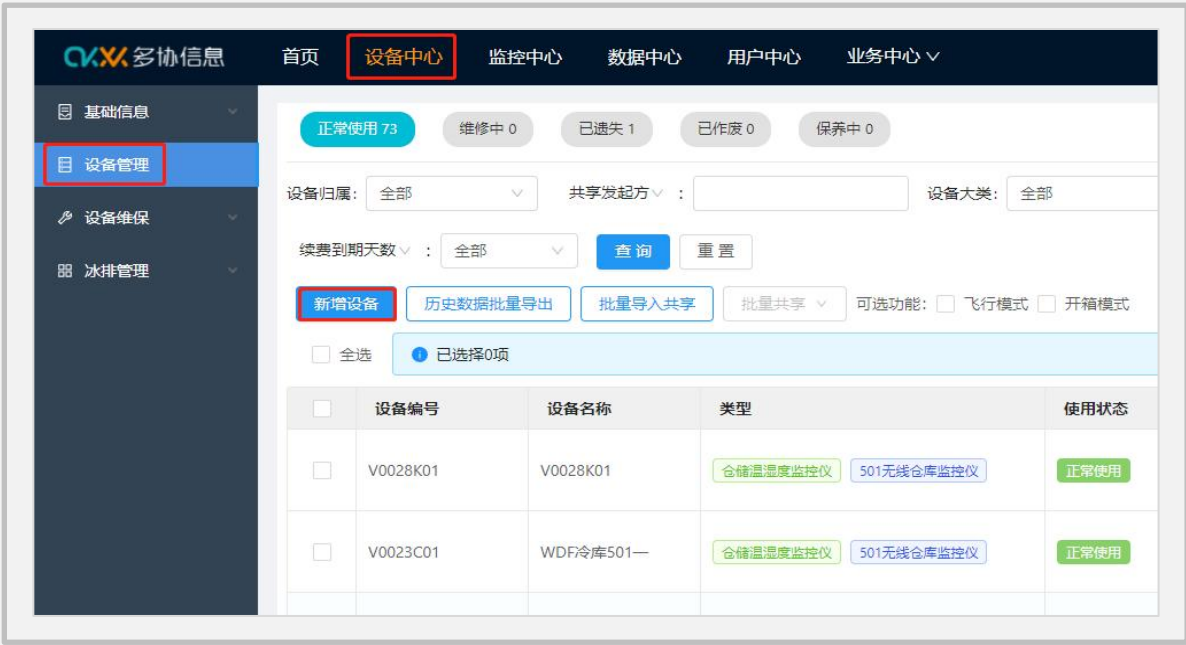 多协信息 首页 设备中心 监控中心 数据中心 用户中心 业务中心
基础信息
正常使用 73 维修中 0 已遗失 1 已作废 0 保养中 0
设备管理
设备归属: 全部 共享发起方 : 设备大类: 全部
设备维保
续费到期天数 : 全部 查 询 重 置
冰排管理
新增设备 历史数据批量导出 批量导入共享 批量共享 可选功能: 飞行模式 开箱模式
全选 已选择0项
设备编号 设备名称 类型 使用状态
V0028K01 V0028K01 仓储温湿度监控仪 501无线仓库监控仪 正常使用
V0023C01 WDF冷库501一 仓储温湿度监控仪 501无线仓库监控仪 正常使用